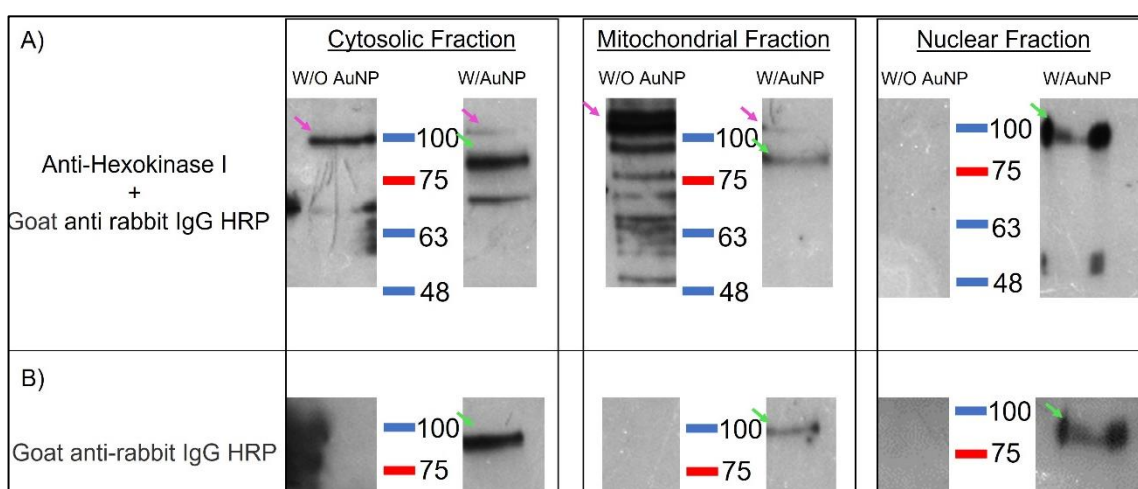 A)
Cytosolic Fraction
Mitochondrial Fraction
Nuclear Fraction
W/O AuNP
W/AuNP
W/O AuNP
W/AuNP
W/O AuNP
W/AuNP
Anti-Hexokinase I
+
Goat anti rabbit IgG HRP
100
75
63
48
100
75
63
48
100
75
63
48
B)
Goat anti-rabbit IgG HRP
100
75
100
75
100
75